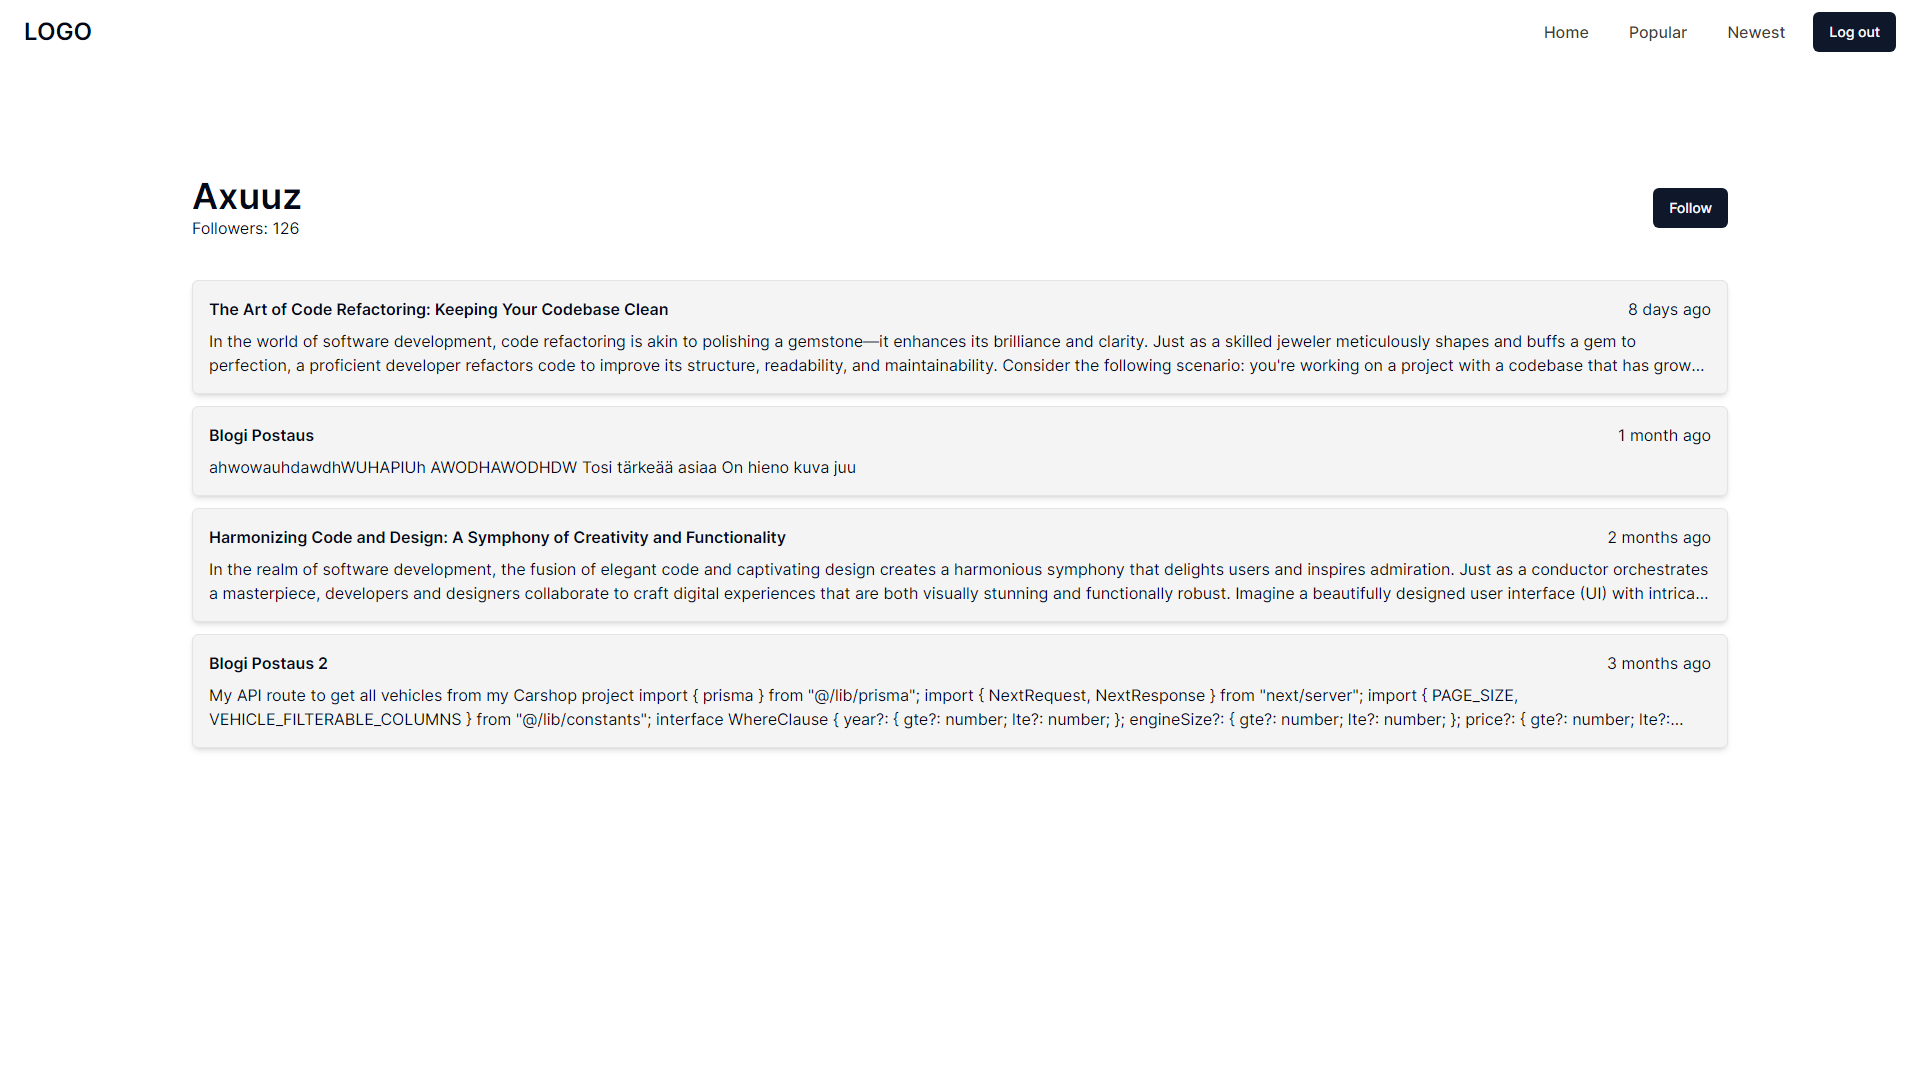 LOGO
Home
Popular
Newest
Log out
Axuuz
Followers: 126
Follow
The Art of Code Refactoring: Keeping Your Codebase Clean
8 days ago
In the world of software development, code refactoring is akin to polishing a gemstone—it enhances its brilliance and clarity. Just as a skilled jeweler meticulously shapes and buffs a gem to
perfection, a proficient developer refactors code to improve its structure, readability, and maintainability. Consider the following scenario: you're working on a project with a codebase that has grow…
Blogi Postaus
1 month ago
ahwowauhdawdhWUHAPIUh AWODHAWODHDW Tosi tärkeää asiaa On hieno kuva juu
Harmonizing Code and Design: A Symphony of Creativity and Functionality
2 months ago
In the realm of software development, the fusion of elegant code and captivating design creates a harmonious symphony that delights users and inspires admiration. Just as a conductor orchestrates
a masterpiece, developers and designers collaborate to craft digital experiences that are both visually stunning and functionally robust. Imagine a beautifully designed user interface (UI) with intrica…
Blogi Postaus 2
3 months ago
My API route to get all vehicles from my Carshop project import { prisma } from "@/lib/prisma"; import { NextRequest, NextResponse } from "next/server"; import { PAGE_SIZE,
VEHICLE_FILTERABLE_COLUMNS } from "@/lib/constants"; interface WhereClause { year?: { gte?: number; lte?: number; }; engineSize?: { gte?: number; lte?: number; }; price?: { gte?: number; lte?:…